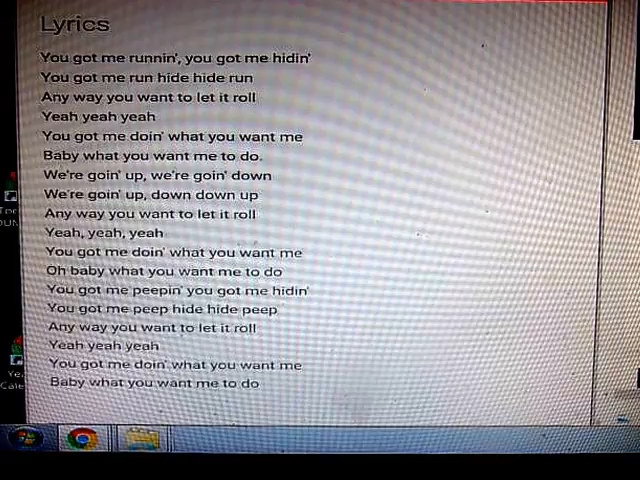 Lyrics
You got me runnin', you got me hidin'
You got me run hide hide run
Any way you want to let it roll
Yeah yeah yeah
You got me doin' what you want me
Baby what you want me to do.
We're goin' up, we're goin' down
We're goin' up, down down up
Any way you want to let it roll
Yeah, yeah, yeah
You got me doin' what you want me
Oh baby what you want me to do
You got me peepin' you got me hidin'
You got me peep hide hide peep
Any way you want to let it roll
Yeah yeah yeah
You got me doin' what you want me
Baby what you want me to do